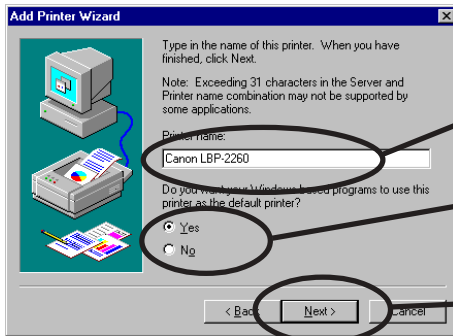 Add Printer Wizard
Type in the name of this printer. When you have
finished, click Next.
Note: Exceeding 31 characters in the Server and
Printer name combination may not be supported by
some applications.
Printer name:
Canon LBP-2260
Do you want your Windows-based programs to use this
printer as the default printer?
Yes
No
< Back
Next >
Cancel